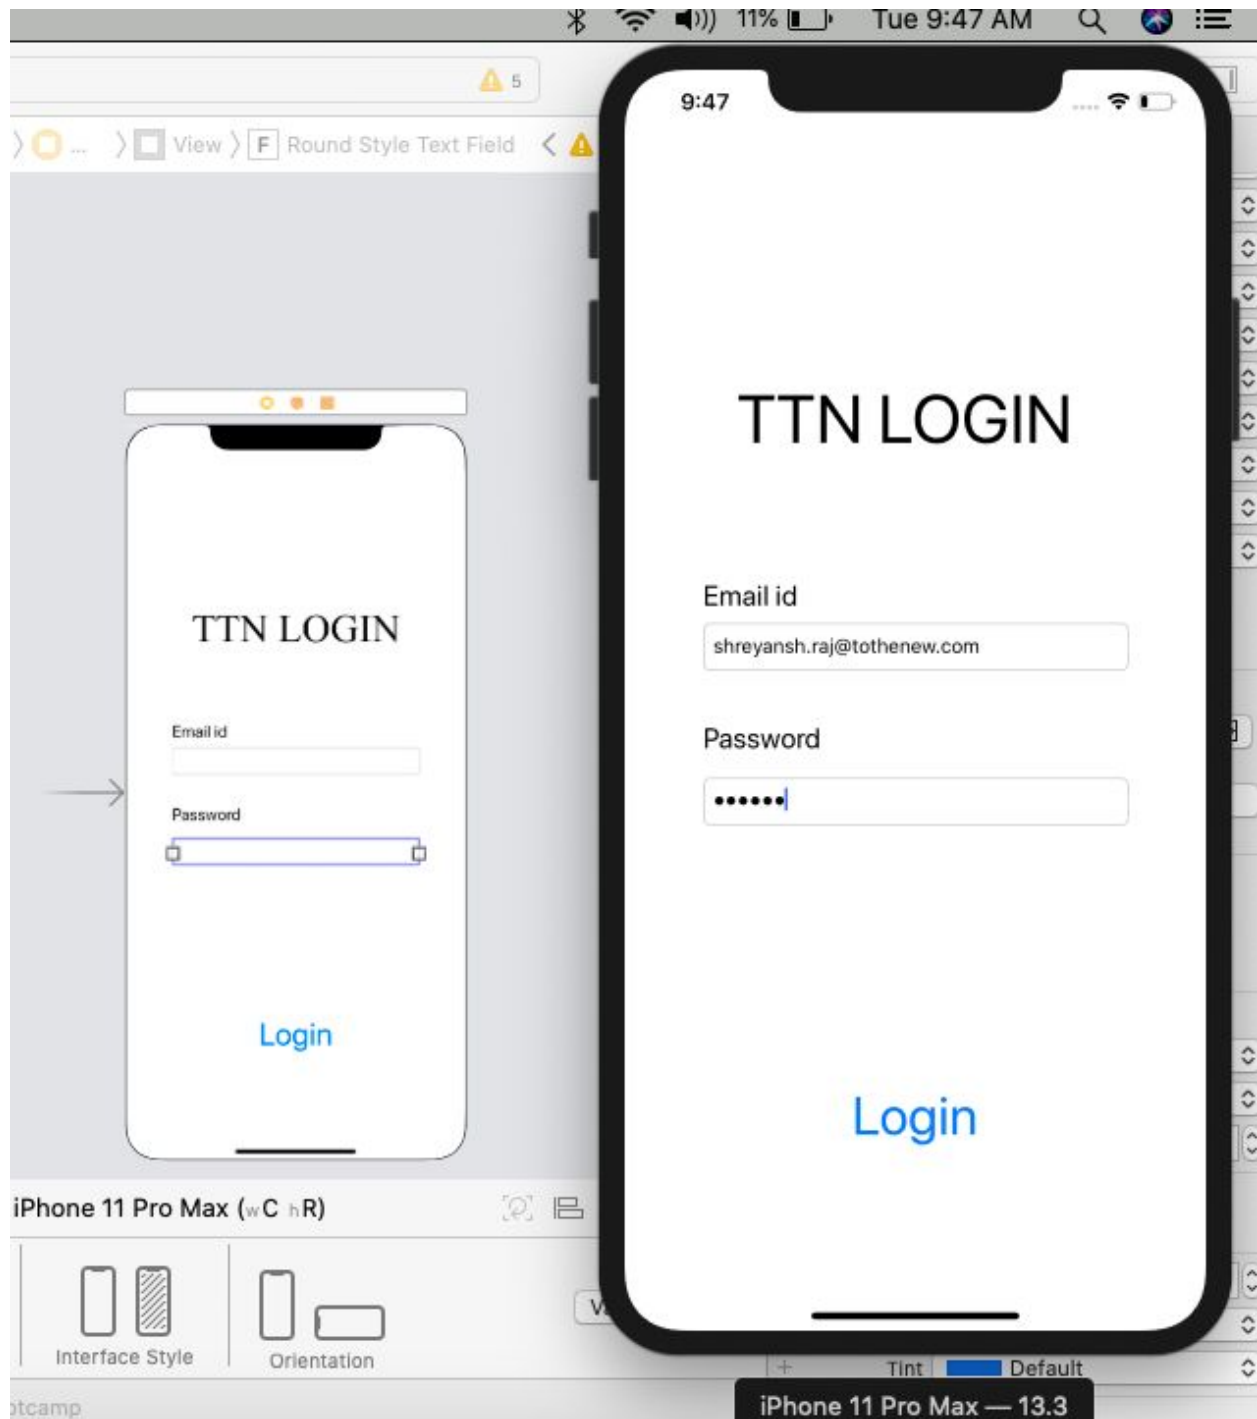 11% Tue 9:47 AM
5
... View F Round Style Text Field
TTN LOGIN
Email id
Password
Login
iPhone 11 Pro Max (wC hR)
Interface Style
Orientation
9:47
TTN LOGIN
Email id
shreyansh.raj@tothenew.com
Password
••••••
Login
+ Tint Default
iPhone 11 Pro Max — 13.3